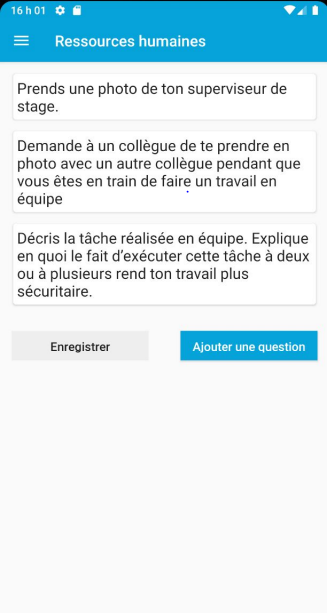 16 h 01
Ressources humaines
Prends une photo de ton superviseur de
stage.
Demande à un collègue de te prendre en
photo avec un autre collègue pendant que
vous êtes en train de faire un travail en
équipe
Décris la tâche réalisée en équipe. Explique
en quoi le fait d'exécuter cette tâche à deux
ou à plusieurs rend ton travail plus
sécuritaire.
Enregistrer
Ajouter une question